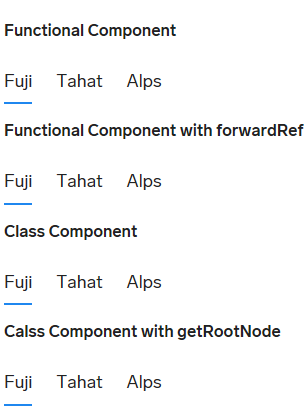 Functional Component
Fuji Tahat Alps
Functional Component with forwardRef
Fuji Tahat Alps
Class Component
Fuji Tahat Alps
Calss Component with getRootNode
Fuji Tahat Alps